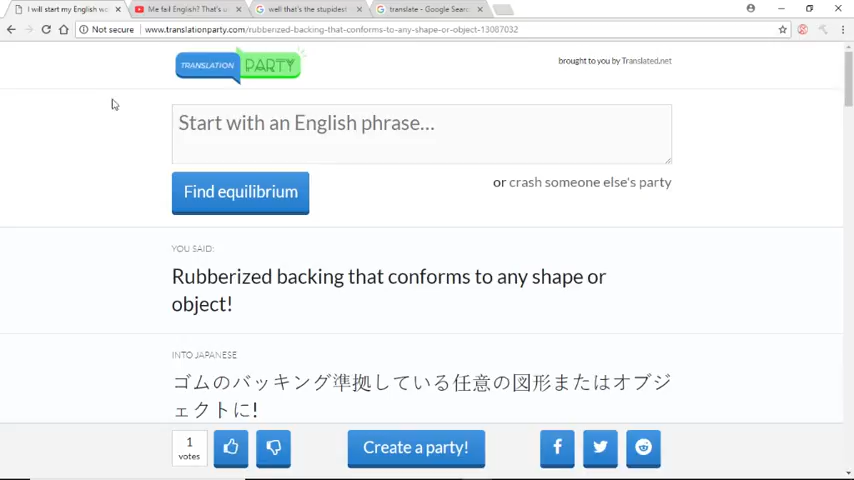 I will start my English wo
Me fail English? That's u
well that's the stupidest
translate - Google Searc
Not secure | www.translationparty.com/rubberized-backing-that-conforms-to-any-shape-or-object-13087032
TRANSLATION PARTY
brought to you by Translated.net
Start with an English phrase...
Find equilibrium
or crash someone else's party
YOU SAID:
Rubberized backing that conforms to any shape or
object!
INTO JAPANESE
ゴムのバッキング準拠している任意の図形またはオブジ
ェクトに!
1
votes
Create a party!